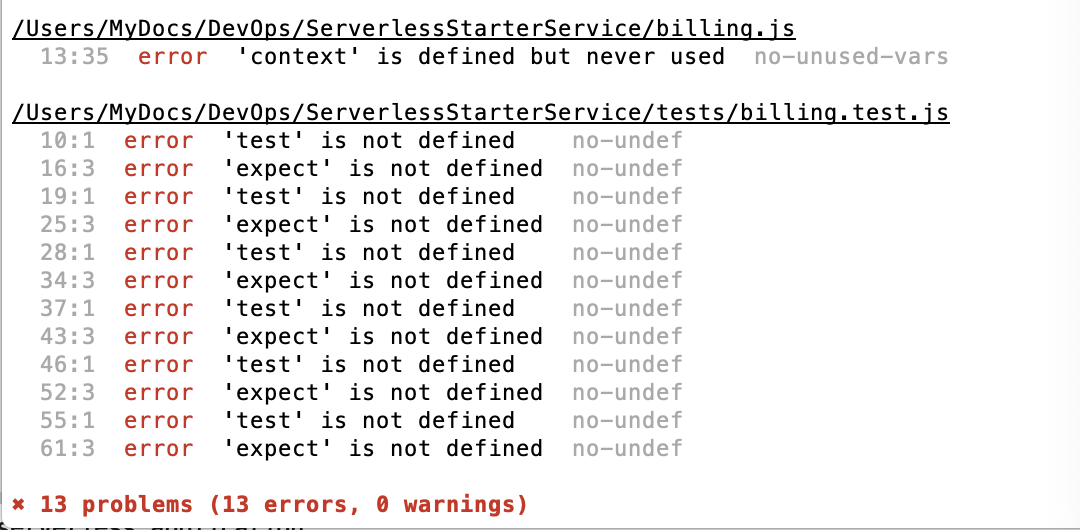 /Users/MyDocs/DevOps/ServerlessStarterService/billing.js
13:35 error 'context' is defined but never used no-unused-vars
/Users/MyDocs/DevOps/ServerlessStarterService/tests/billing.test.js
10:1 error 'test' is not defined no-undef
16:3 error 'expect' is not defined no-undef
19:1 error 'test' is not defined no-undef
25:3 error 'expect' is not defined no-undef
28:1 error 'test' is not defined no-undef
34:3 error 'expect' is not defined no-undef
37:1 error 'test' is not defined no-undef
43:3 error 'expect' is not defined no-undef
46:1 error 'test' is not defined no-undef
52:3 error 'expect' is not defined no-undef
55:1 error 'test' is not defined no-undef
61:3 error 'expect' is not defined no-undef
✖ 13 problems (13 errors, 0 warnings)